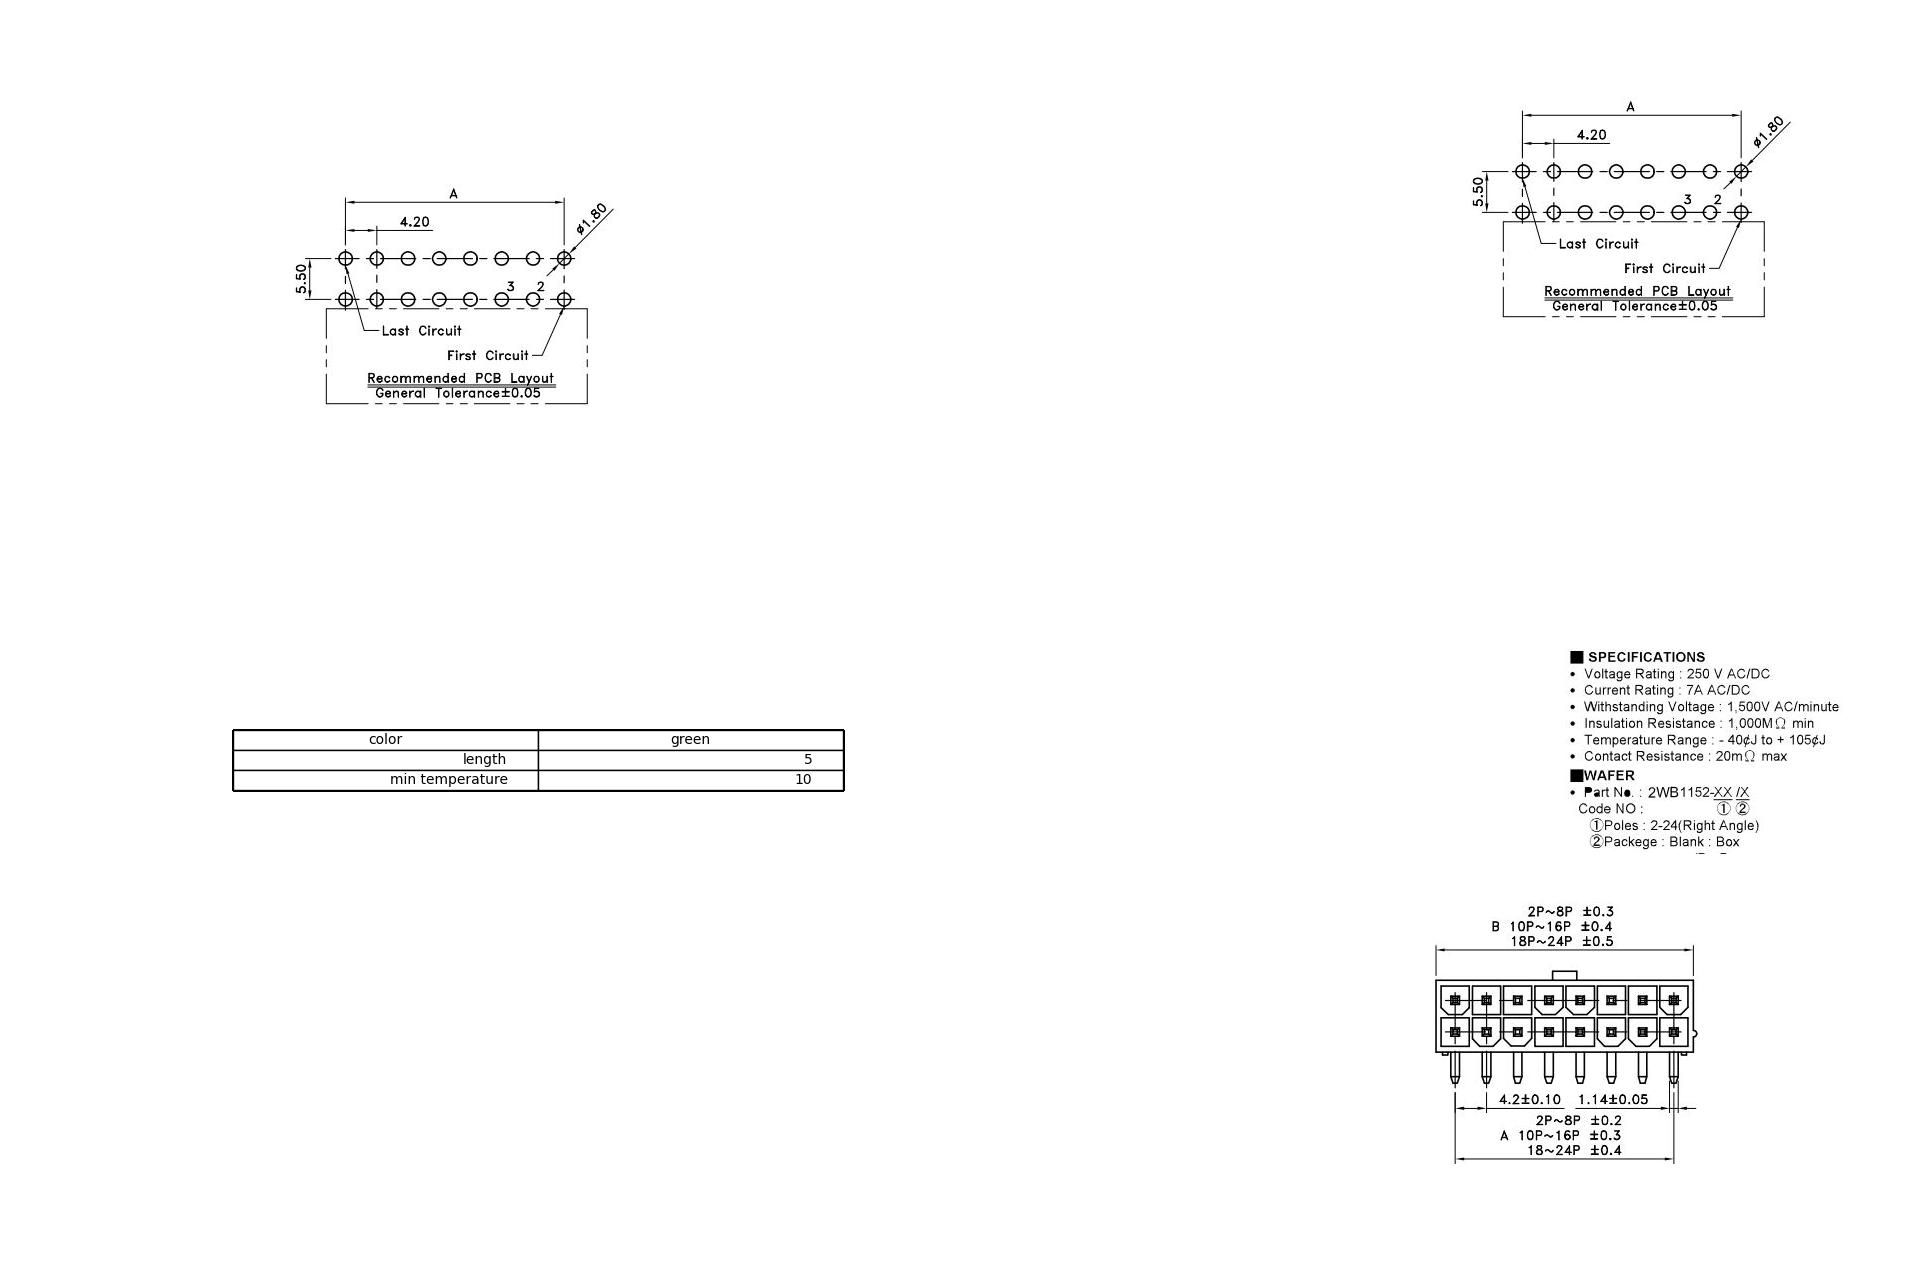 A
4.20
ø1.80
5.50
3 2
Last Circuit
First Circuit
Recommended PCB Layout
General Tolerance±0.05
A
4.20
ø1.80
5.50
3 2
Last Circuit
First Circuit
Recommended PCB Layout
General Tolerance±0.05
color green
length 5
min temperature 10
■ SPECIFICATIONS
• Voltage Rating : 250 V AC/DC
• Current Rating : 7A AC/DC
• Withstanding Voltage : 1,500V AC/minute
• Insulation Resistance : 1,000MΩ min
• Temperature Range : - 40¢J to + 105¢J
• Contact Resistance : 20mΩ max
■WAFER
• Part No. : 2WB1152-XX /X
Code NO : ① ②
①Poles : 2-24(Right Angle)
②Packege : Blank : Box
2P~8P ±0.3
B 10P~16P ±0.4
18P~24P ±0.5
4.2±0.10 1.14±0.05
2P~8P ±0.2
A 10P~16P ±0.3
18~24P ±0.4